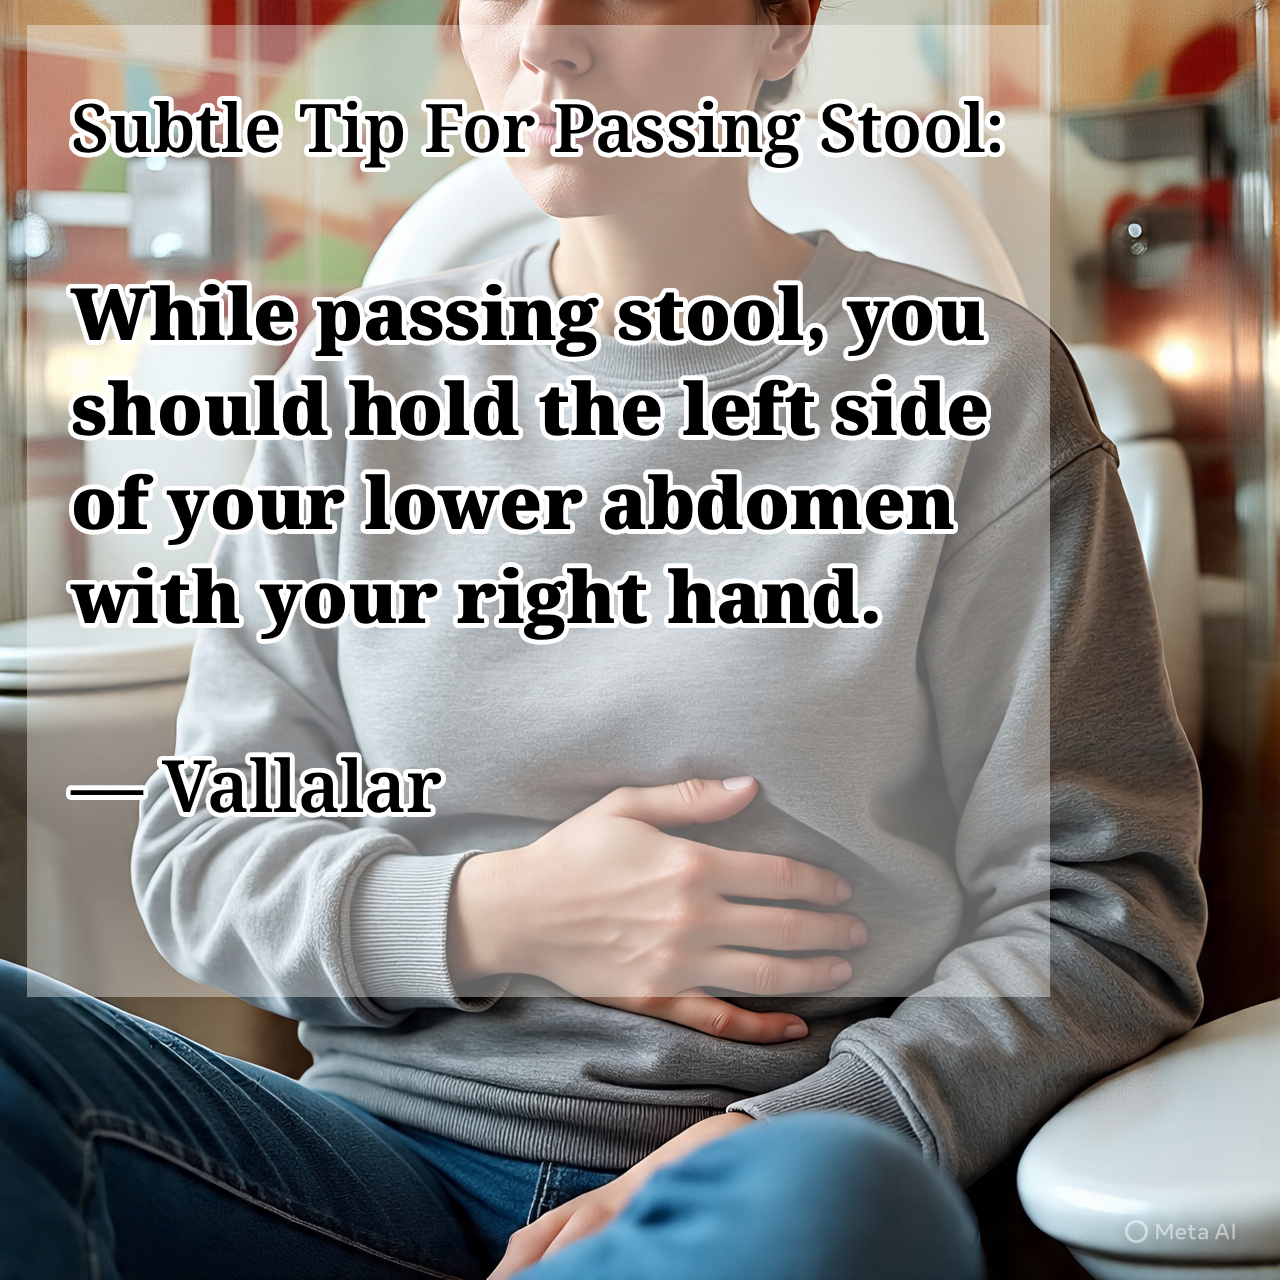 Subtle Tip For Passing Stool:
While passing stool, you
should hold the left side
of your lower abdomen
with your right hand.
— Vallalar
Meta AI